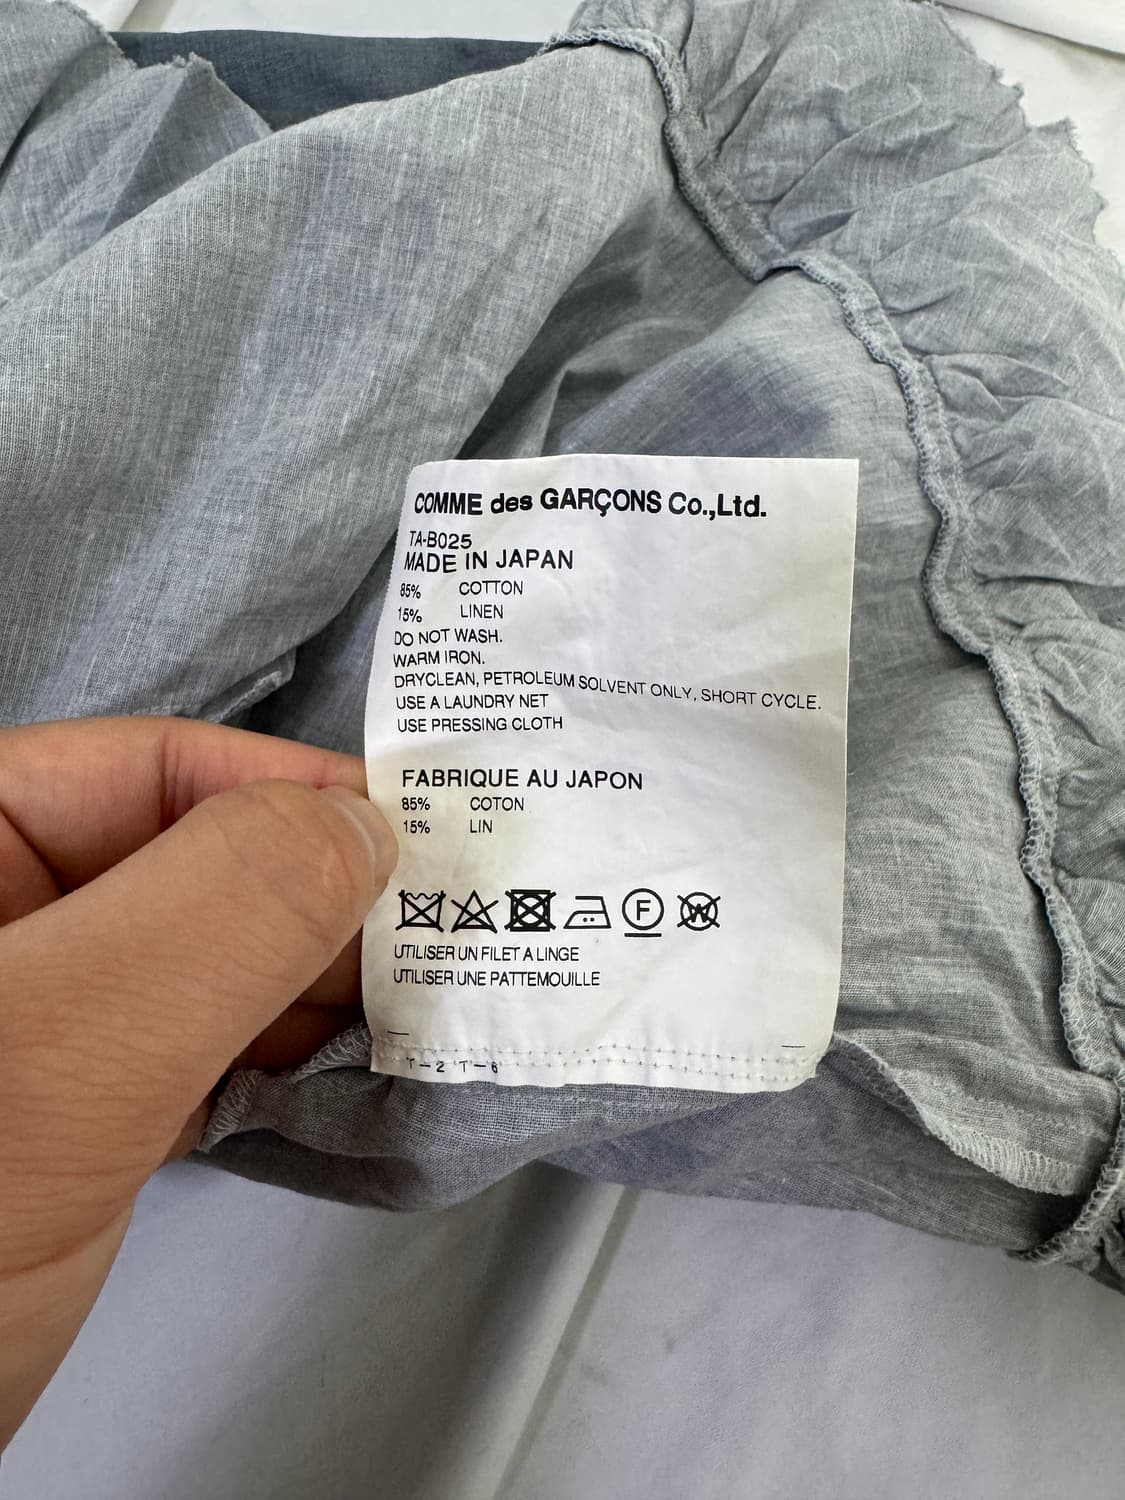 COMME des GARÇONS Co.,Ltd.
TA-B025
MADE IN JAPAN
85% COTTON
15% LINEN
DO NOT WASH.
WARM IRON.
DRYCLEAN, PETROLEUM SOLVENT ONLY, SHORT CYCLE.
USE A LAUNDRY NET
USE PRESSING CLOTH
FABRIQUE AU JAPON
85% COTON
15% LIN
F W
UTILISER UN FILET A LINGE
UTILISER UNE PATTEMOUILLE
T-2 T-6